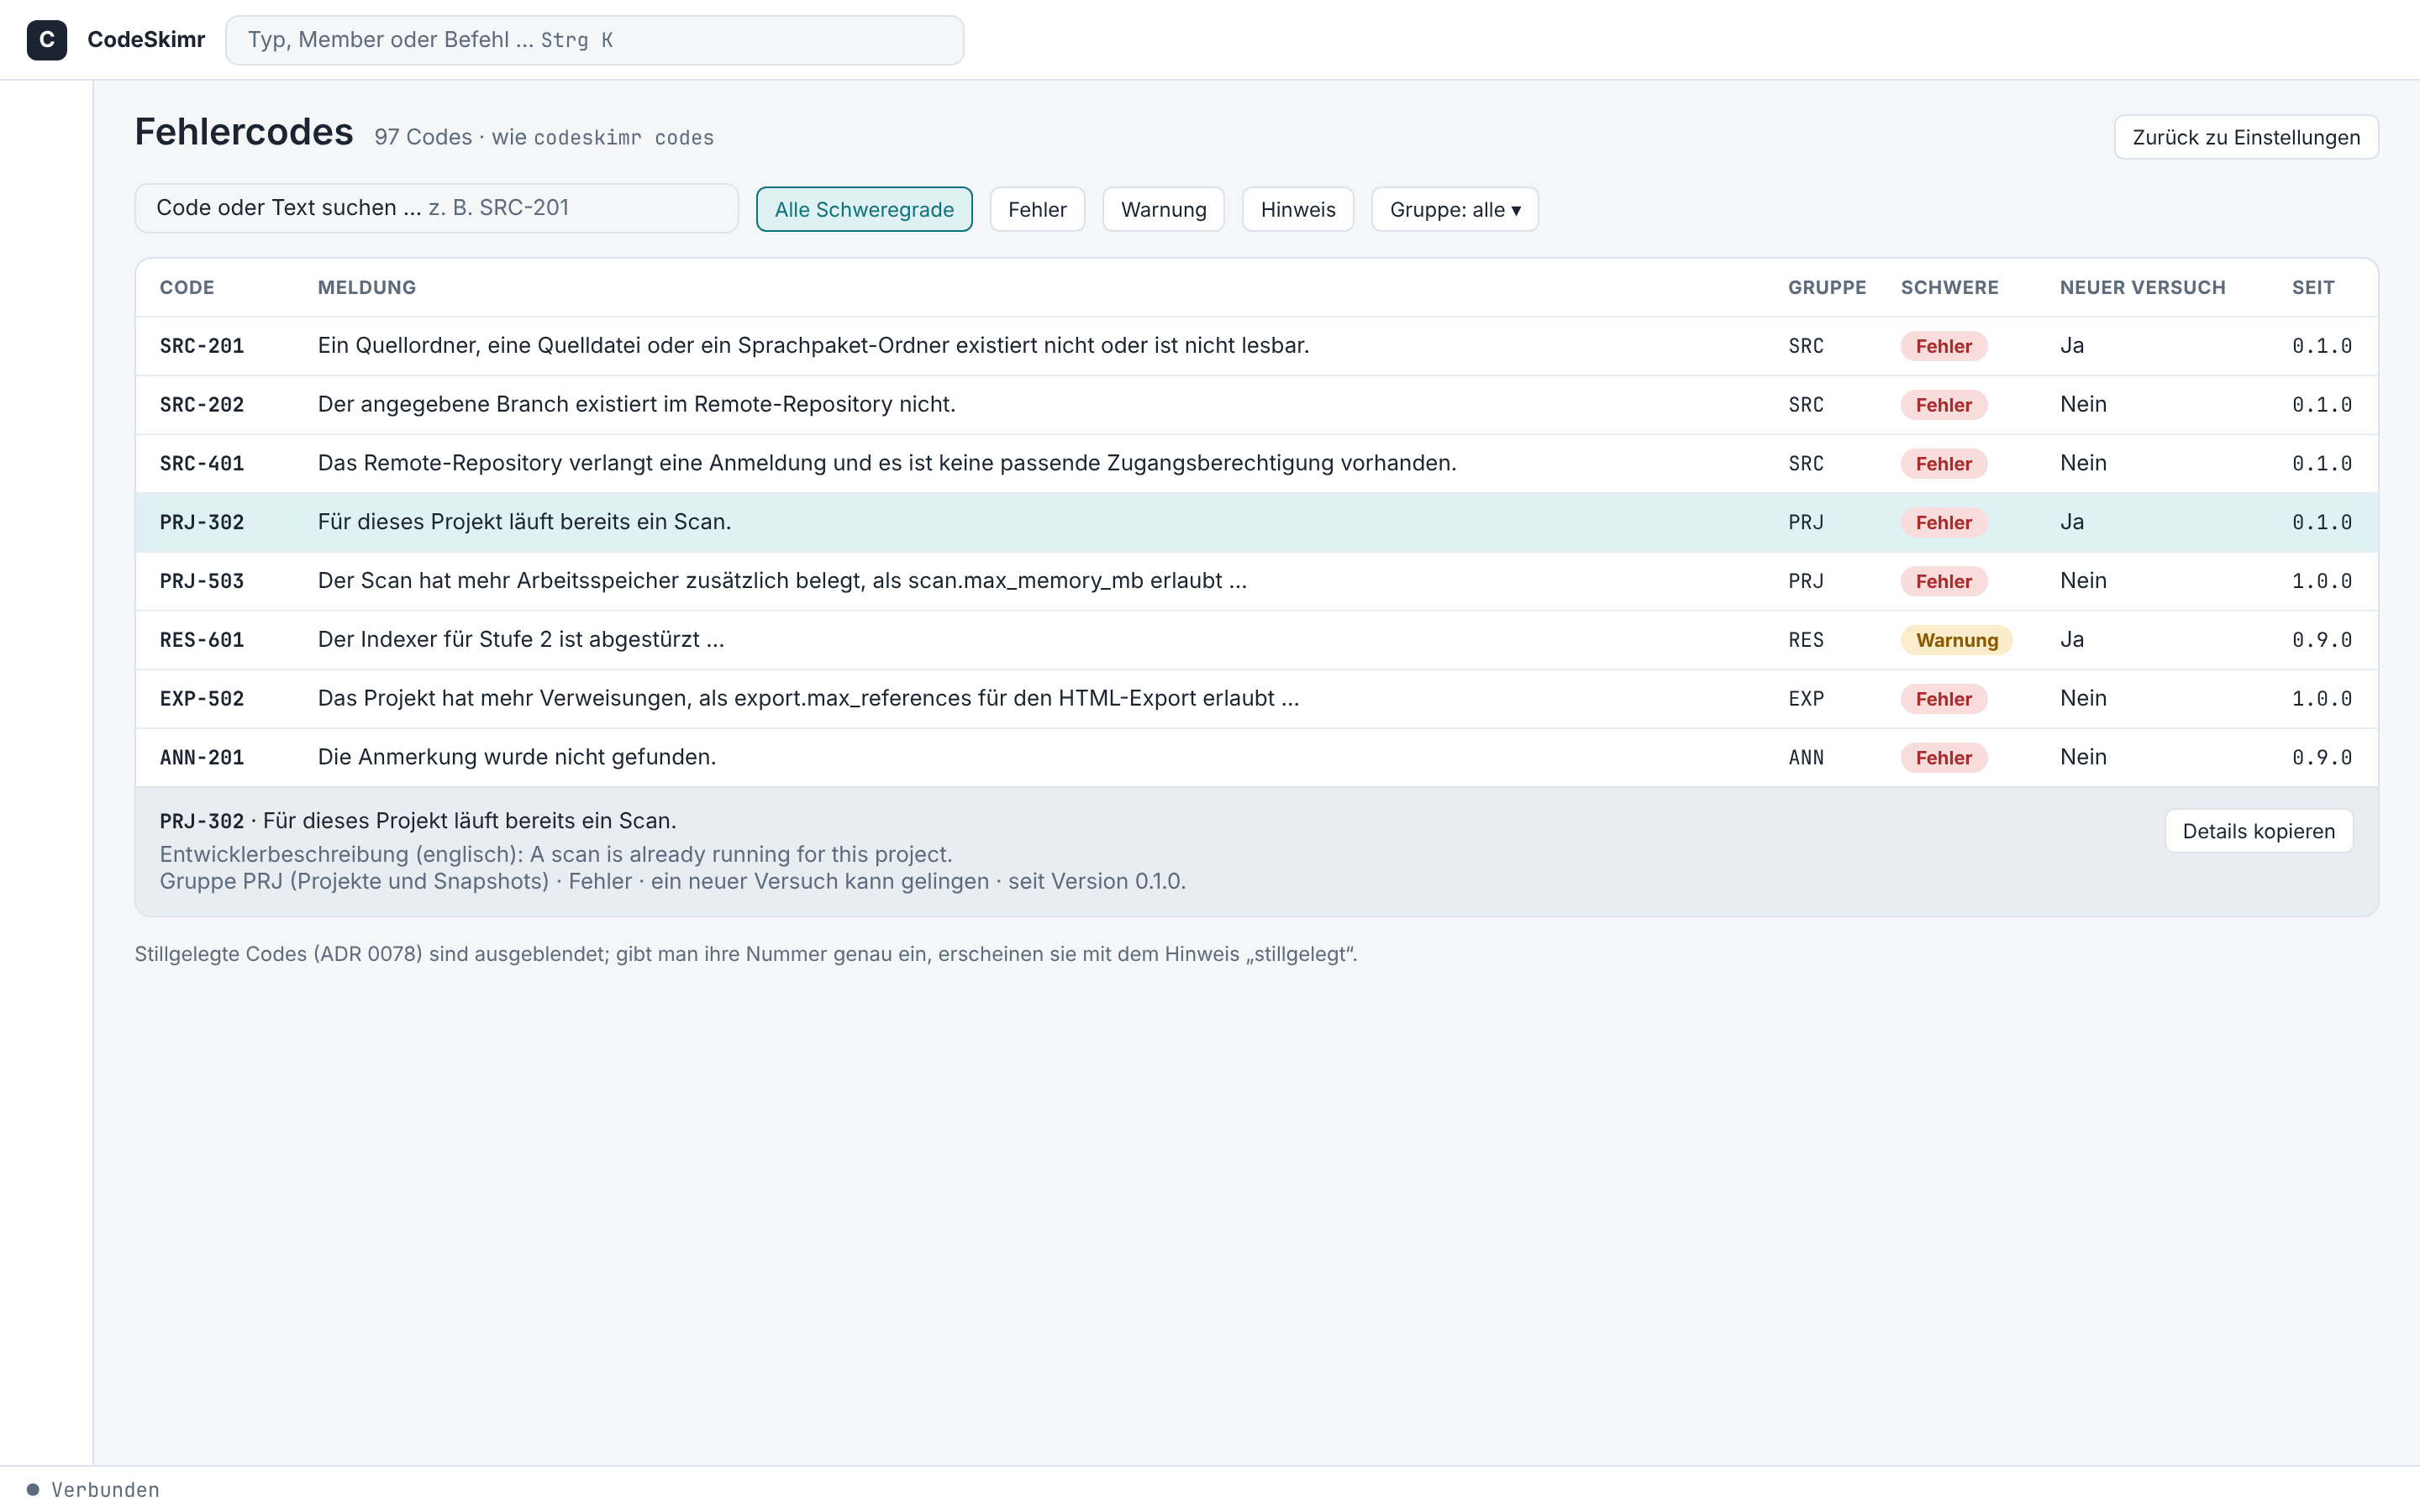 C CodeSkimr Typ, Member oder Befehl … Strg K
Fehlercodes 97 Codes · wie codeskimr codes Zurück zu Einstellungen
Code oder Text suchen … z. B. SRC-201 Alle Schweregrade Fehler Warnung Hinweis Gruppe: alle ▾
CODE MELDUNG GRUPPE SCHWERE NEUER VERSUCH SEIT
SRC-201 Ein Quellordner, eine Quelldatei oder ein Sprachpaket-Ordner existiert nicht oder ist nicht lesbar. SRC Fehler Ja 0.1.0
SRC-202 Der angegebene Branch existiert im Remote-Repository nicht. SRC Fehler Nein 0.1.0
SRC-401 Das Remote-Repository verlangt eine Anmeldung und es ist keine passende Zugangsberechtigung vorhanden. SRC Fehler Nein 0.1.0
PRJ-302 Für dieses Projekt läuft bereits ein Scan. PRJ Fehler Ja 0.1.0
PRJ-503 Der Scan hat mehr Arbeitsspeicher zusätzlich belegt, als scan.max_memory_mb erlaubt … PRJ Fehler Nein 1.0.0
RES-601 Der Indexer für Stufe 2 ist abgestürzt … RES Warnung Ja 0.9.0
EXP-502 Das Projekt hat mehr Verweisungen, als export.max_references für den HTML-Export erlaubt … EXP Fehler Nein 1.0.0
ANN-201 Die Anmerkung wurde nicht gefunden. ANN Fehler Nein 0.9.0
PRJ-302 · Für dieses Projekt läuft bereits ein Scan. Details kopieren
Entwicklerbeschreibung (englisch): A scan is already running for this project.
Gruppe PRJ (Projekte und Snapshots) · Fehler · ein neuer Versuch kann gelingen · seit Version 0.1.0.
Stillgelegte Codes (ADR 0078) sind ausgeblendet; gibt man ihre Nummer genau ein, erscheinen sie mit dem Hinweis „stillgelegt“.
Verbunden